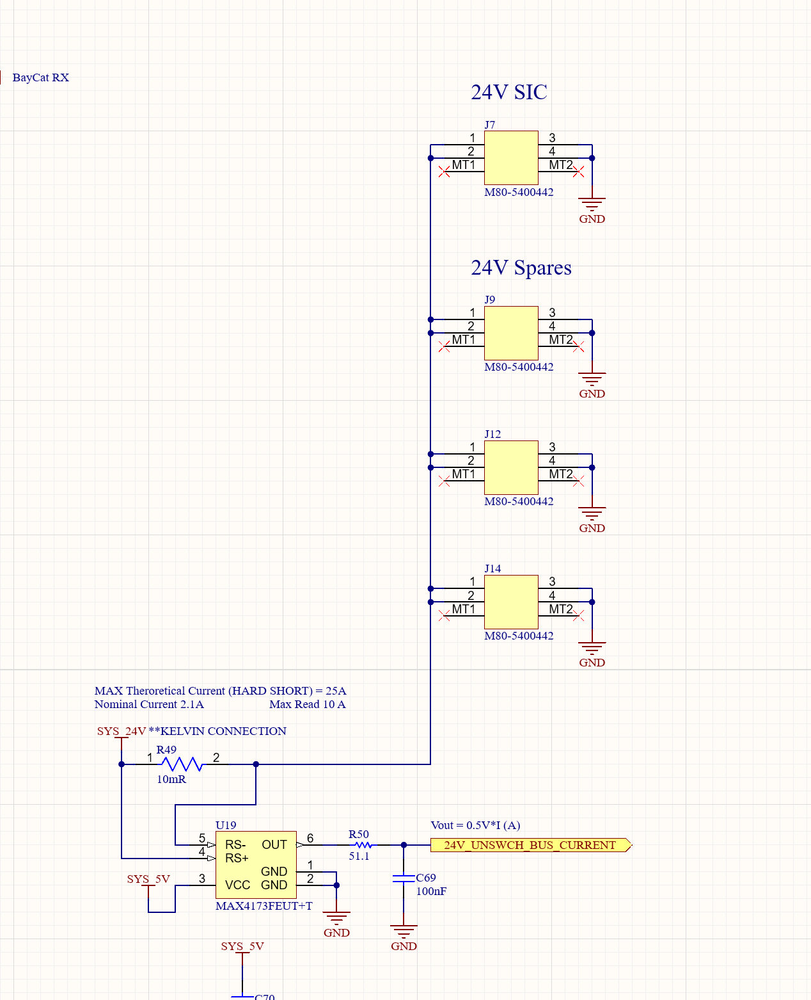 BayCat RX
24V SIC
J7
1 3
2 4
MT1 MT2
M80-5400442
GND
24V Spares
J9
1 3
2 4
MT1 MT2
M80-5400442
GND
J12
1 3
2 4
MT1 MT2
M80-5400442
GND
J14
1 3
2 4
MT1 MT2
M80-5400442
GND
MAX Theroretical Current (HARD SHORT) = 25A
Nominal Current 2.1A Max Read 10 A
SYS_24V **KELVIN CONNECTION
R49
1 2
10mR
U19
5 RS- OUT 6
4 RS+
GND 1
3 VCC GND 2
MAX4173FEUT+T
SYS_5V
GND
R50
51.1
Vout = 0.5V*I (A)
24V_UNSWCH_BUS_CURRENT
C69
100nF
GND
SYS_5V
C70